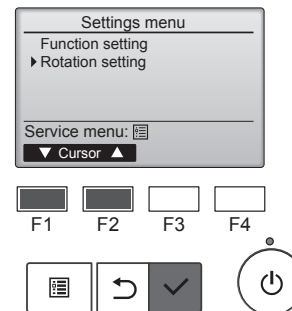 Settings menu
Function setting
Rotation setting
Service menu:
▼ Cursor ▲
F1 F2 F3 F4